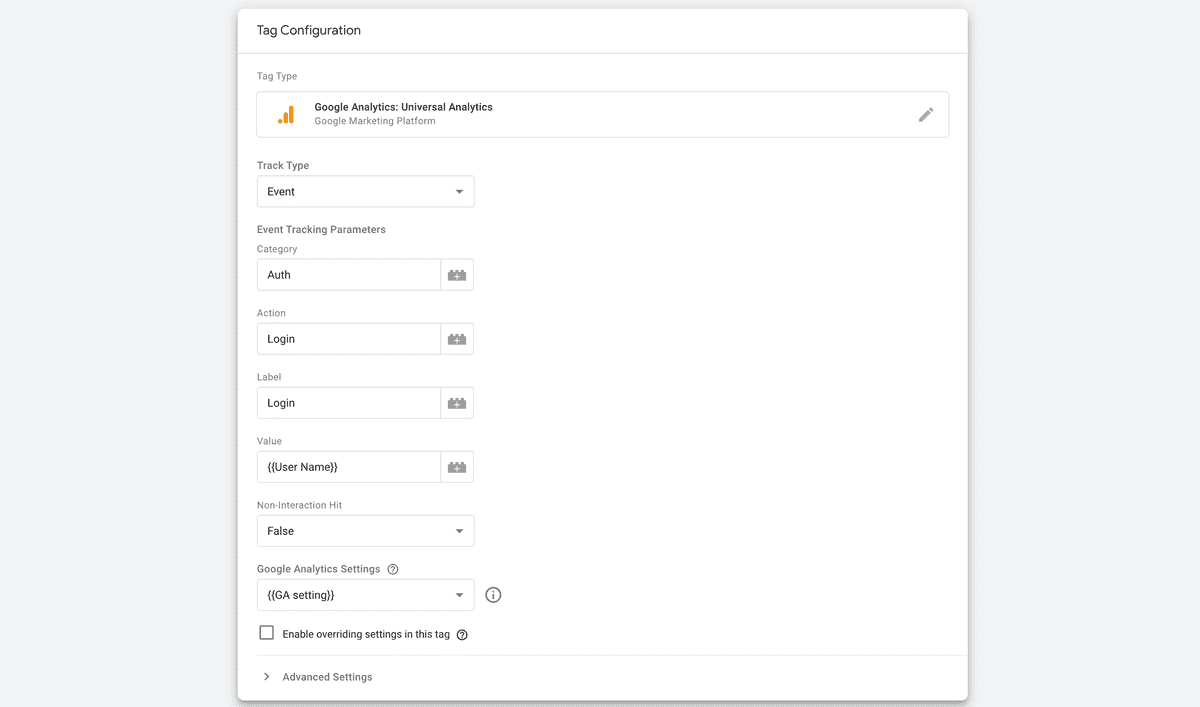 Tag Configuration
Tag Type
Google Analytics: Universal Analytics
Google Marketing Platform
Track Type
Event
Event Tracking Parameters
Category
Auth
Action
Login
Label
Login
Value
{{User Name}}
Non-Interaction Hit
False
Google Analytics Settings
{{GA setting}}
Enable overriding settings in this tag
Advanced Settings